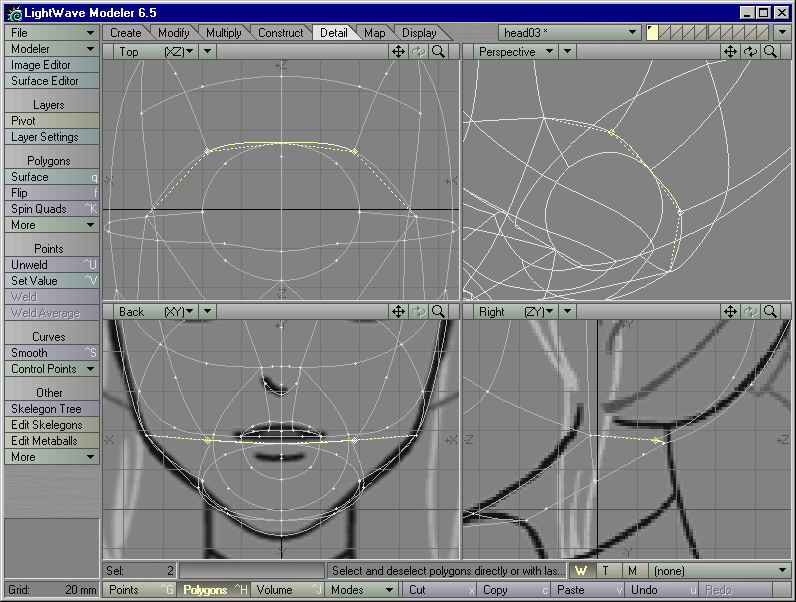 LightWave Modeler 6.5
File Create Modify Multiply Construct Detail Map Display head03 *
Modeler Top (XZ) Perspective
Image Editor
Surface Editor
Layers
Pivot
Layer Settings
Polygons
Surface q
Flip f
Spin Quads ^K
More
Points
Unweld ^U
Set Value ^V
Weld
Weld Average
Curves
Smooth ^S
Control Points
Other
Skelegon Tree
Edit Skelegons
Edit Metaballs
More
+Z
-X +X
-Z
Back (XY) Right (ZY)
+Y +Y
-X +X -Z +Z
-Y -Y
Sel: 2 Select and deselect polygons directly or with las... W T M (none)
Grid: 20 mm Points ^G Polygons ^H Volume ^J Modes Cut x Copy c Paste v Undo u Redo